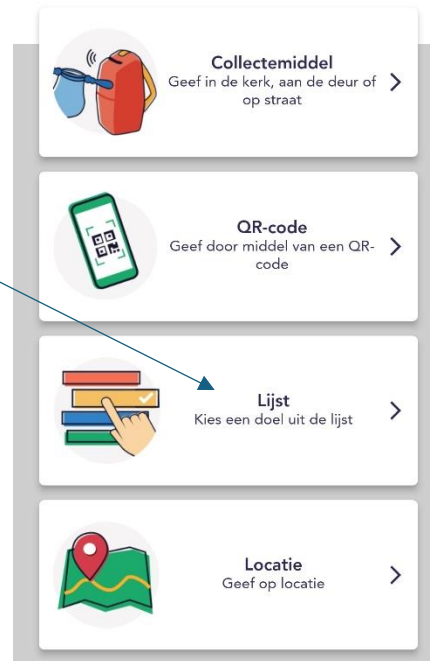 Collectemiddel
Geef in de kerk, aan de deur of
op straat
QR-code
Geef door middel van een QR-
code
Lijst
Kies een doel uit de lijst
Locatie
Geef op locatie